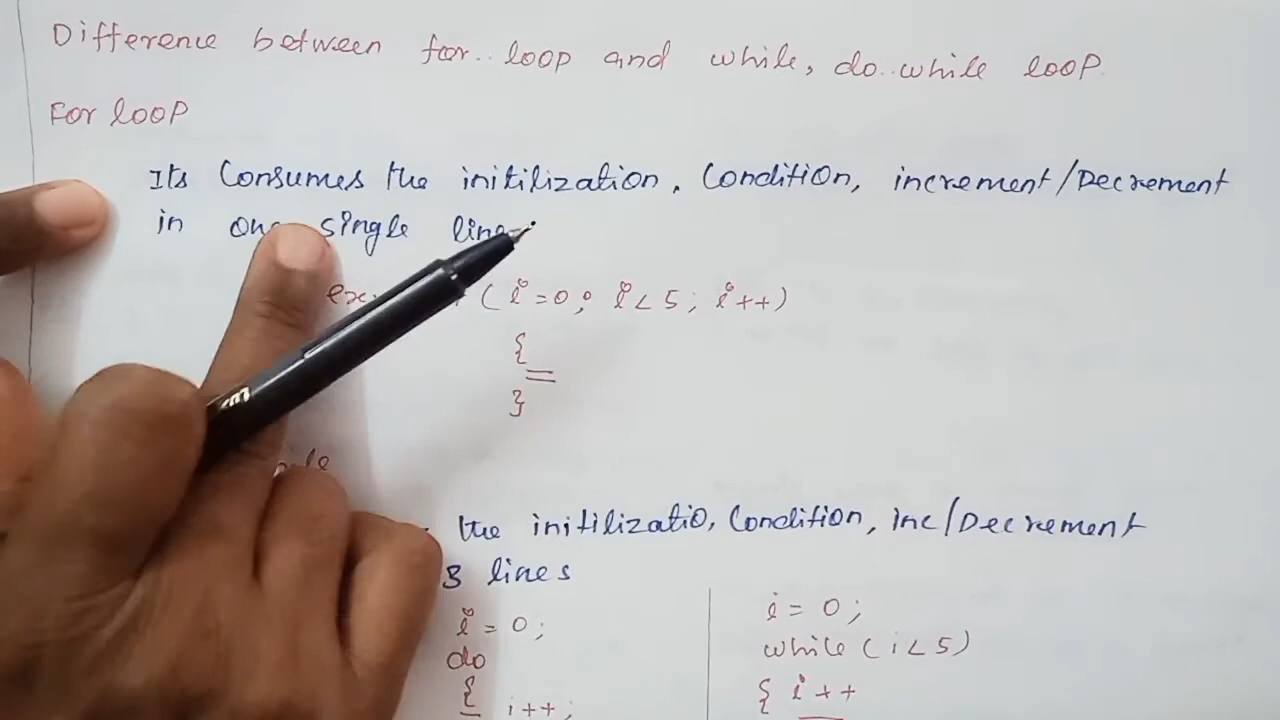 Difference between for.. loop and while, do..while loop.
For loop
Its Consumes the initilization, Condition, increment/Decrement
in one single line
(i=0; i<5; i++)
{
}
the initilizatio, Condition, inc/Decrement
3 lines
i = 0;
do
{ i++;
i = 0;
while (i<5)
{ i++